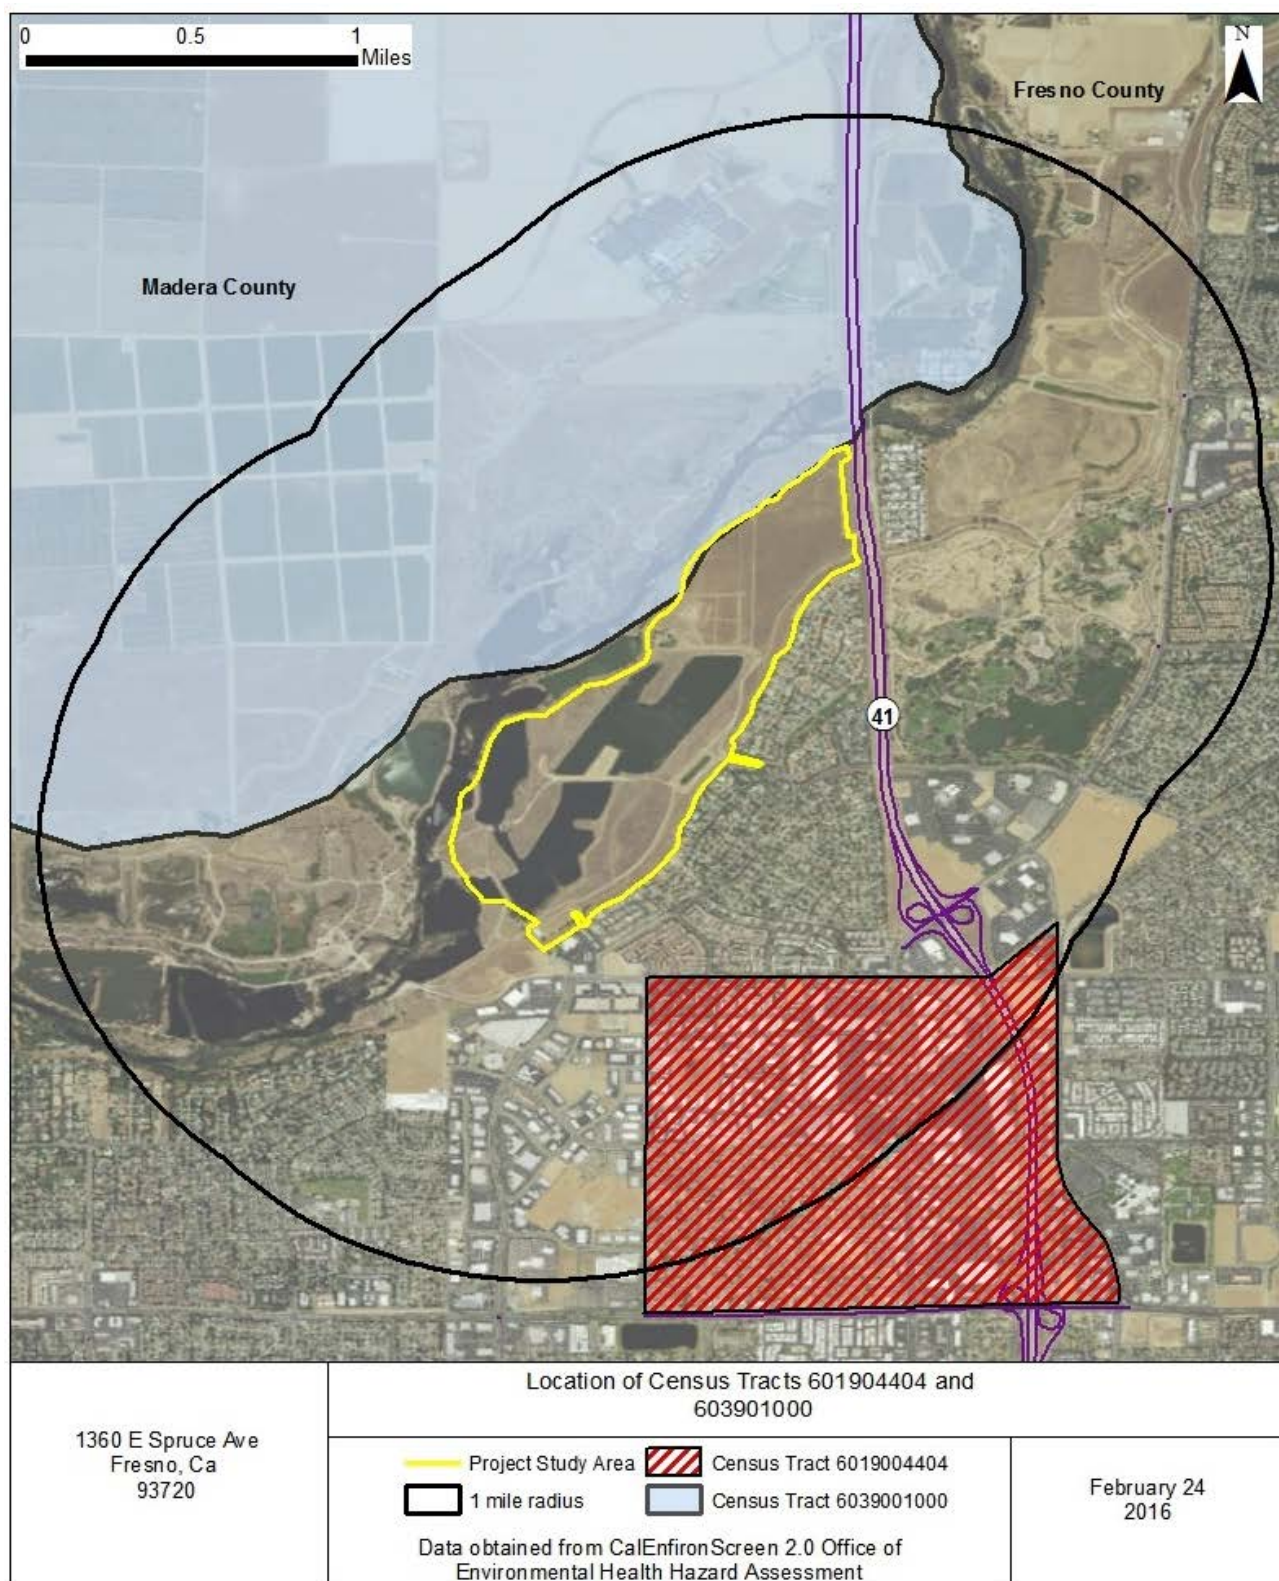 0 0.5 1
Miles
N
Fresno County
Madera County
41
Location of Census Tracts 601904404 and
603901000
1360 E Spruce Ave
Fresno, Ca
93720
Project Study Area
Census Tract 6019004404
1 mile radius
Census Tract 6039001000
Data obtained from CalEnfironScreen 2.0 Office of
Environmental Health Hazard Assessment
February 24
2016